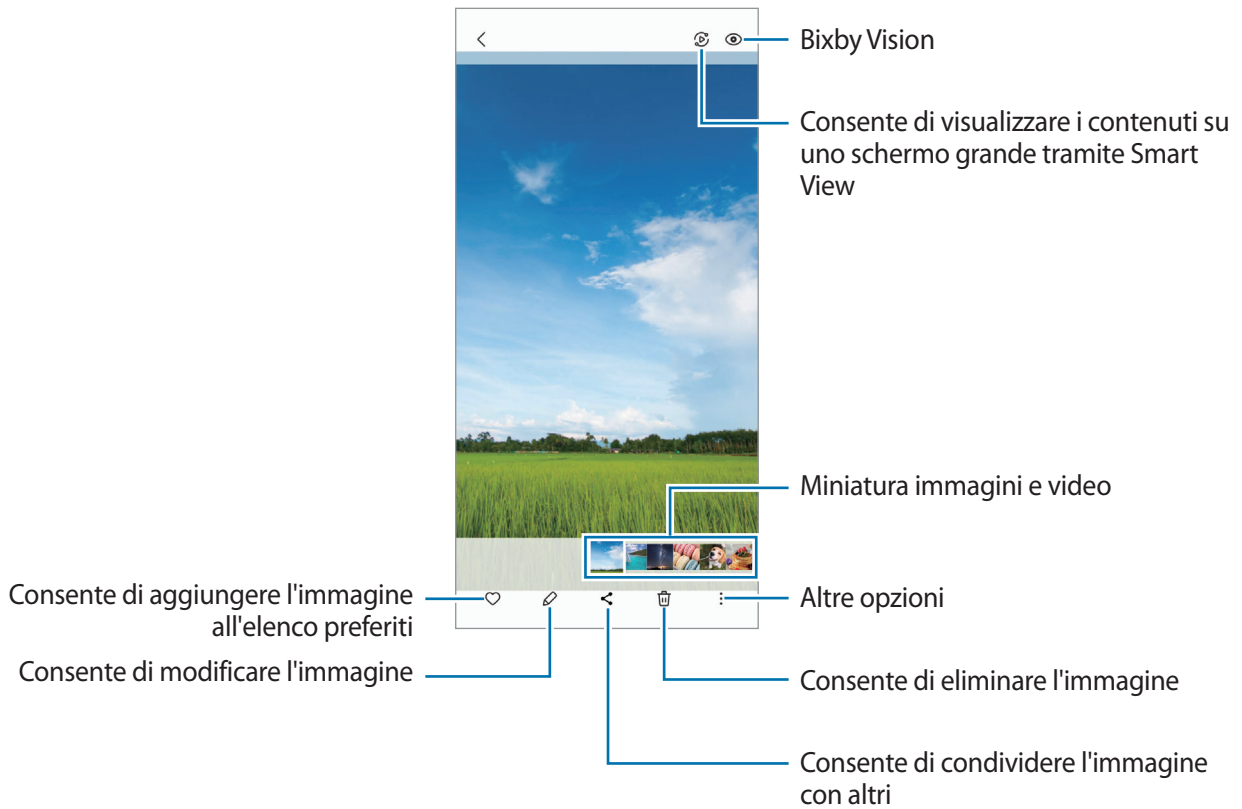 Bixby Vision
Consente di visualizzare i contenuti su
uno schermo grande tramite Smart
View
Miniatura immagini e video
Consente di aggiungere l'immagine
all'elenco preferiti
Altre opzioni
Consente di modificare l'immagine
Consente di eliminare l'immagine
Consente di condividere l'immagine
con altri